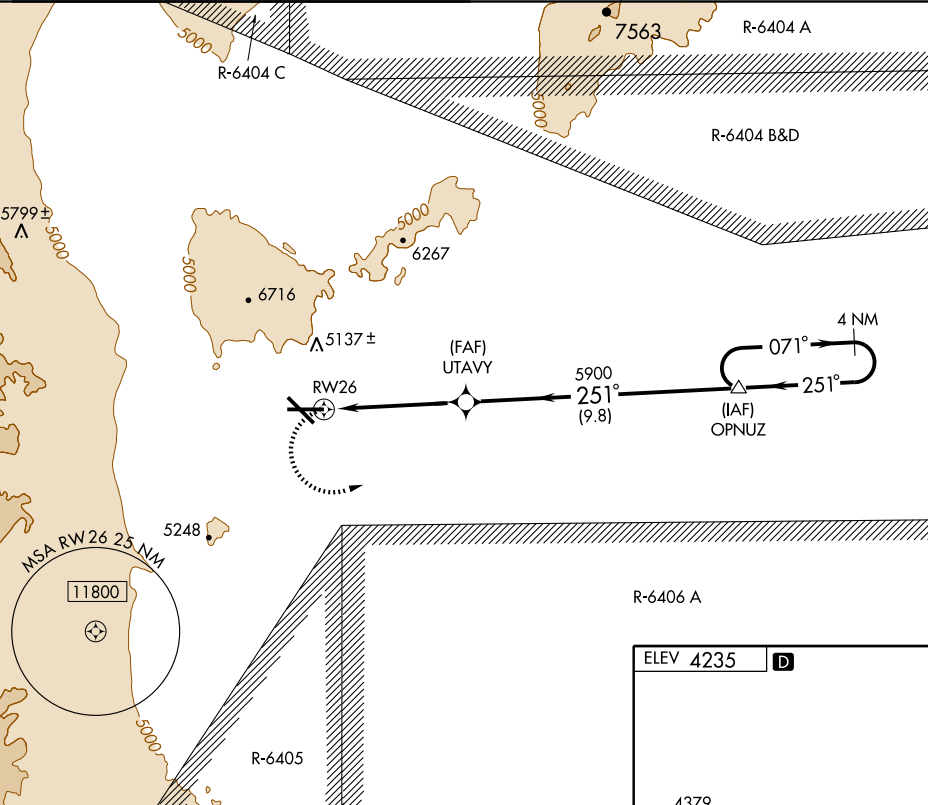 5000
R-6404 C
7563
R-6404 A
5000
R-6404 B&D
5799±
5000
5000
6267
5000
6716
5137±
4 NM
071°
(FAF)
UTAVY
5900
251°
(9.8)
251°
RW26
(IAF)
OPNUZ
5248
MSA RW26 25 NM
11800
R-6406 A
ELEV 4235
D
5000
R-6405
4379